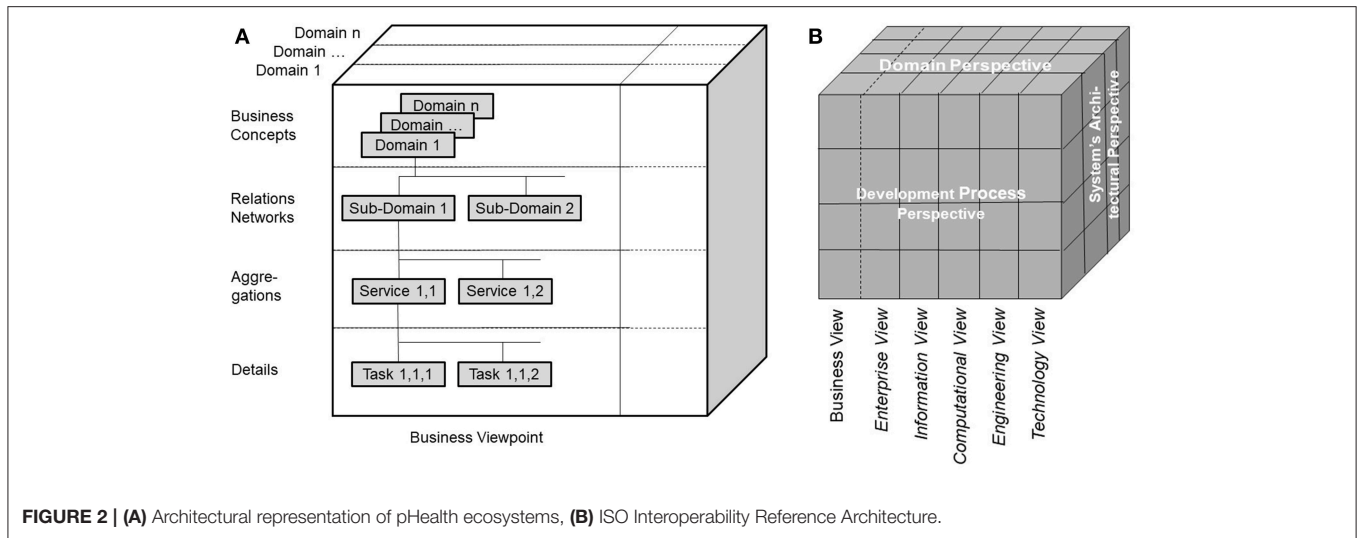 A
Domain n
Domain ...
Domain 1
Business
Concepts
Domain n
Domain ...
Domain 1
Relations
Networks
Sub-Domain 1
Sub-Domain 2
Aggre-
gations
Service 1,1
Service 1,2
Details
Task 1,1,1
Task 1,1,2
Business Viewpoint
B
Domain Perspective
Development Process
Perspective
System's Archi-
tectural Perspective
Business View
Enterprise View
Information View
Computational View
Engineering View
Technology View
FIGURE 2 | (A) Architectural representation of pHealth ecosystems, (B) ISO Interoperability Reference Architecture.